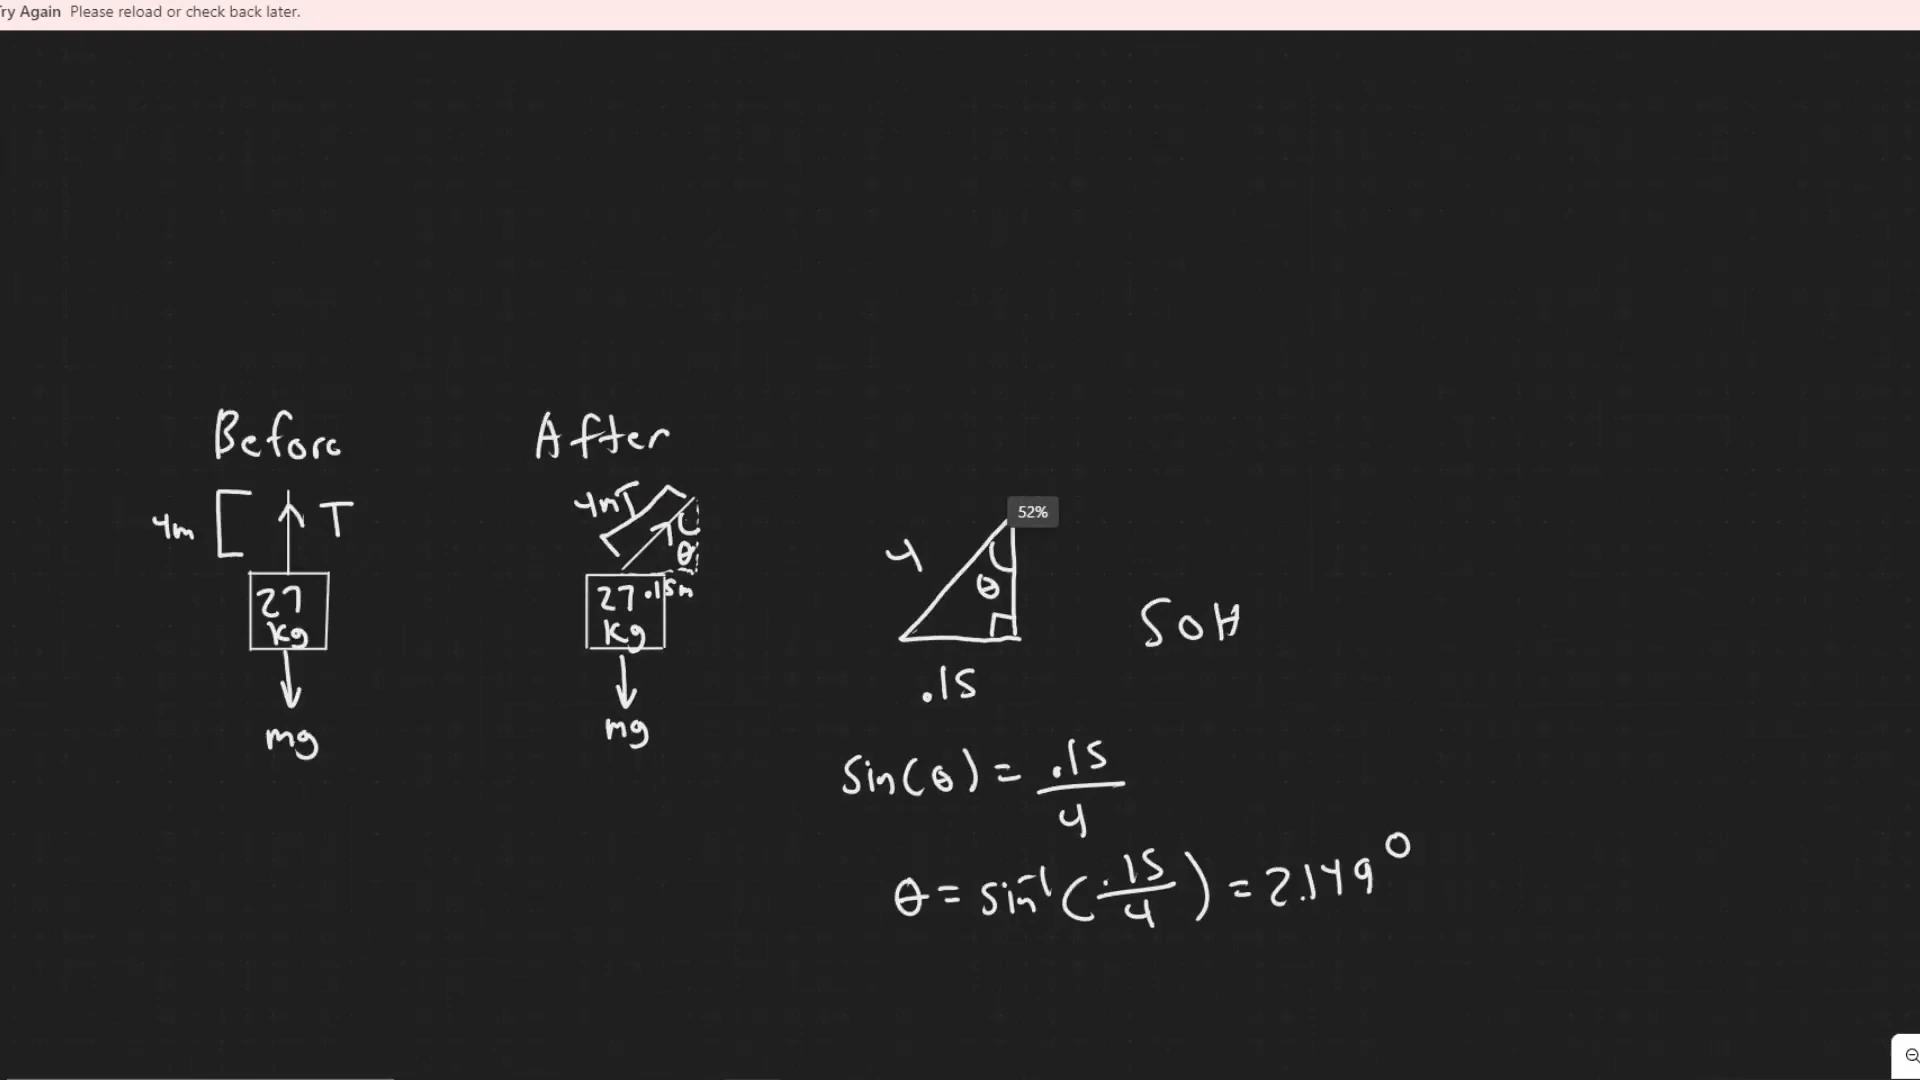 ry Again Please reload or check back later.
Before
4m
T
27
kg
mg
After
4m T
θ
27 .15m
kg
mg
52%
4
θ
.15
SOH
Sin(θ) = .15
4
θ = sin⁻¹(.15/4) = 2.149°